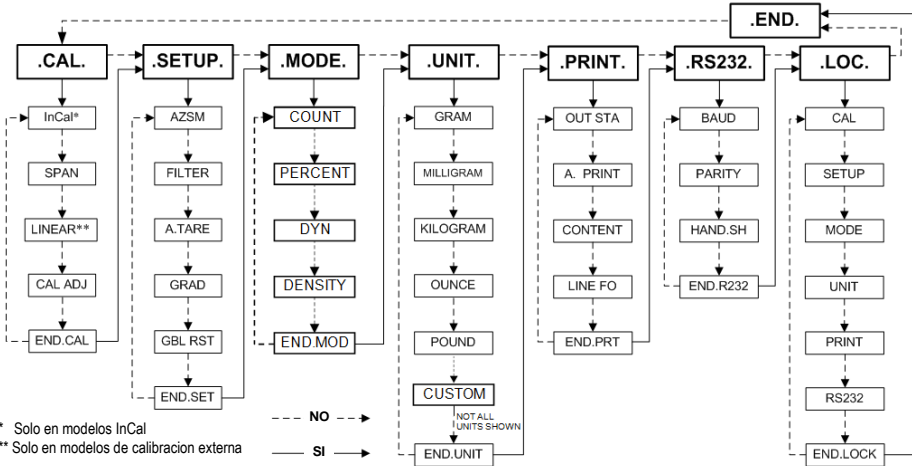 .END.
.CAL.
.SETUP.
.MODE.
.UNIT.
.PRINT.
.RS232.
.LOC.
InCal*
SPAN
LINEAR**
CAL ADJ
END.CAL
AZSM
FILTER
A.TARE
GRAD
GBL RST
END.SET
COUNT
PERCENT
DYN
DENSITY
END.MOD
GRAM
MILLIGRAM
KILOGRAM
OUNCE
POUND
CUSTOM
NOT ALL
UNITS SHOWN
END.UNIT
OUT STA
A. PRINT
CONTENT
LINE FO
END.PRT
BAUD
PARITY
HAND.SH
END.R232
CAL
SETUP
MODE
UNIT
PRINT
RS232
END.LOCK
* Solo en modelos InCal
** Solo en modelos de calibracion externa
NO
SI